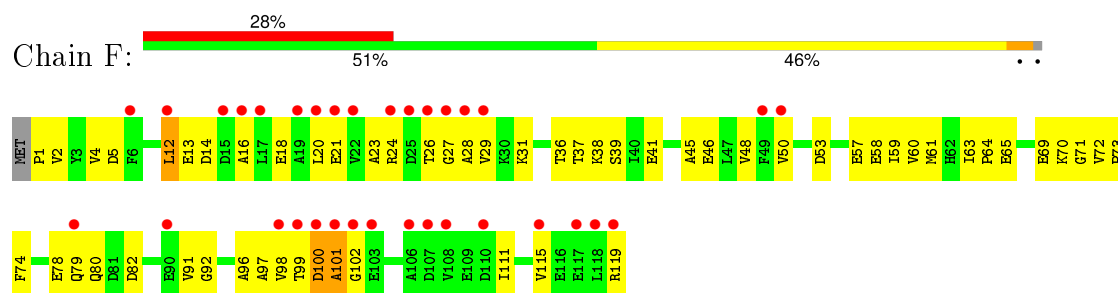 28%
Chain F:
51% 46% • •
MET P1 V2 Y3 V4 D5 F6 L12 E13 D14 D15 A16 L17 E18 A19 L20 E21 V22 A23 R24 D25 T26 G27 A28 V29 K30 K31 T36 T37 K38 S39 I40 E41 A45 E46 L47 V48 F49 V50 D53 E57 E58 I59 V60 M61 H62 I63 P64 E65 E69 K70 G71 V72 P73
F74 E78 Q79 Q80 D81 D82 E90 V91 G92 A96 A97 V98 T99 D100 A101 G102 E103 A106 D107 V108 E109 D110 I111 V115 E116 E117 L118 R119